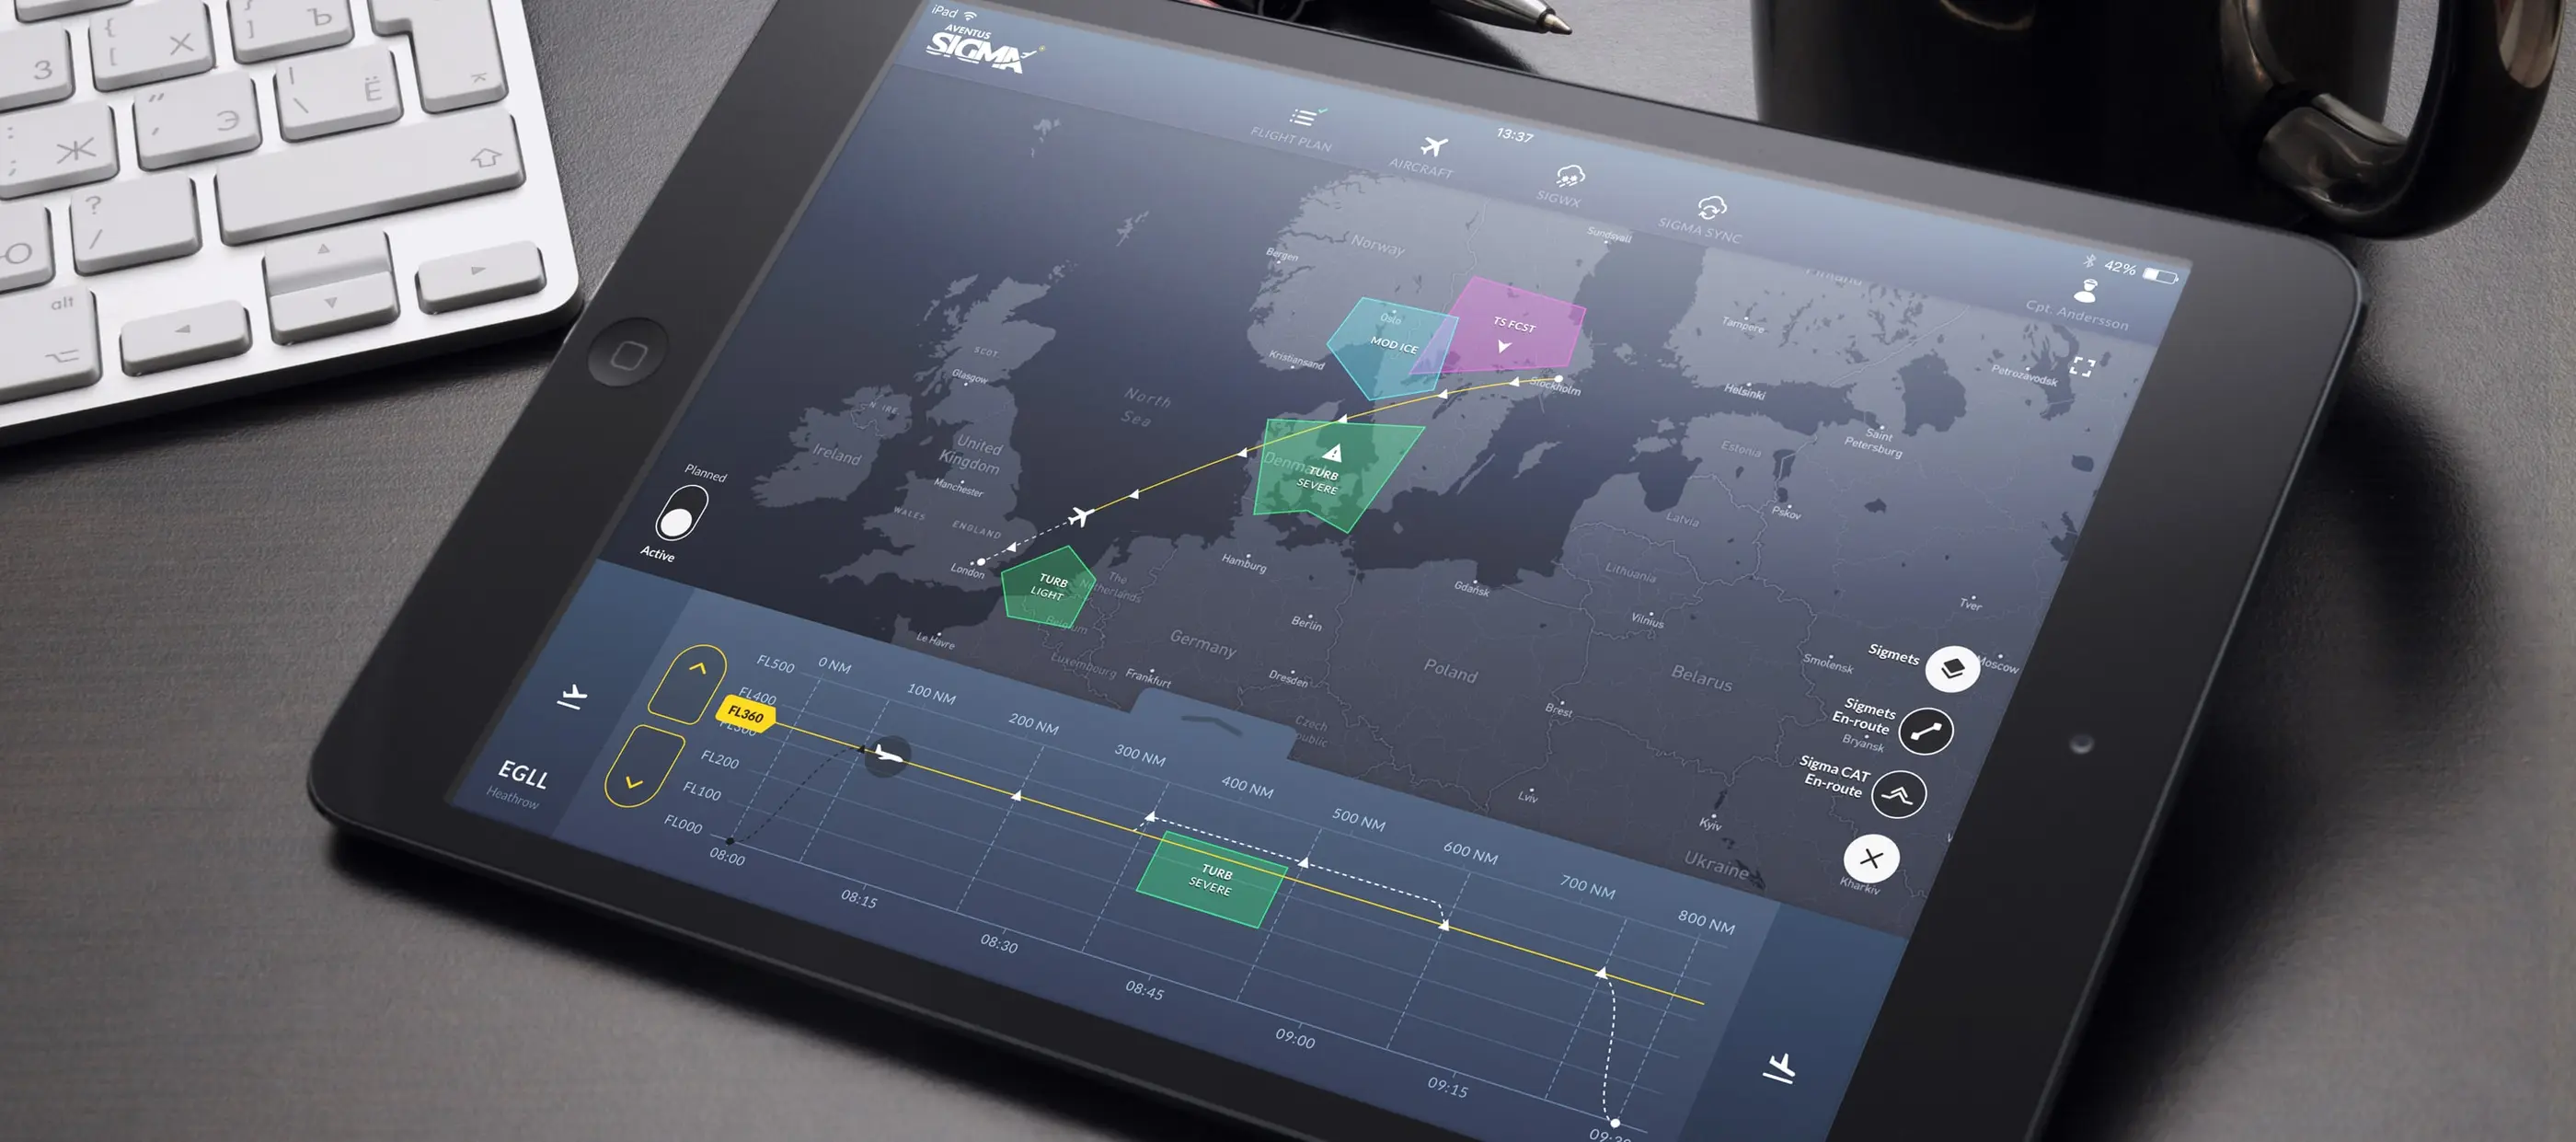 3
{
[
Х
}
]
Ъ
:
;
Ж
"
'
Э
|
\
Ё
?
/
Ю
alt
iPad
AVENTUS
SIGMA
13:37
42%
FLIGHT PLAN
AIRCRAFT
SIGWX
SIGMA SYNC
Cpt. Andersson
Norway
Bergen
Sundsvall
Finland
Oslo
MOD ICE
TS FCST
Kristiansand
Stockholm
Tampere
Helsinki
Petrozavodsk
Saint
Petersburg
SCOT.
Glasgow
North
Sea
N. IRE.
Ireland
United
Kingdom
Manchester
WALES
ENGLAND
London
Denmark
TURB
SEVERE
Estonia
Latvia
Pskov
Planned
Active
TURB
LIGHT
The
Netherlands
Belgium
Hamburg
Gdańsk
Lithuania
Vilnius
Tver
Berlin
Le Havre
Luxembourg
Frankfurt
Germany
Dresden
Poland
Belarus
Smolensk
Moscow
Sigmets
Sigmets
En-route
Bryansk
Sigma CAT
En-route
Brest
Czech
Lviv
Kyiv
Ukraine
Kharkiv
EGLL
Heathrow
FL500
FL400
FL360
FL300
FL200
FL100
FL000
0 NM
100 NM
200 NM
300 NM
400 NM
500 NM
600 NM
700 NM
800 NM
TURB
SEVERE
08:00
08:15
08:30
08:45
09:00
09:15
09:30